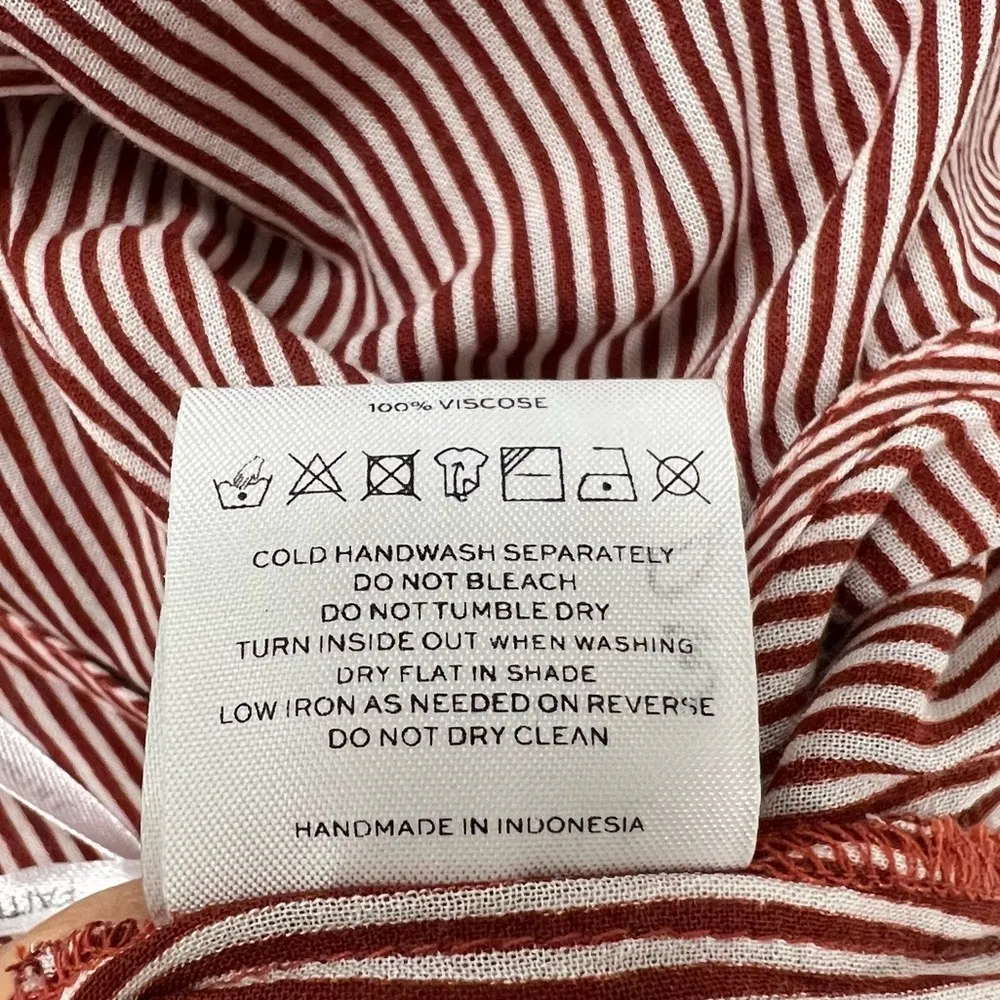 100% VISCOSE
COLD HANDWASH SEPARATELY
DO NOT BLEACH
DO NOT TUMBLE DRY
TURN INSIDE OUT WHEN WASHING
DRY FLAT IN SHADE
LOW IRON AS NEEDED ON REVERSE
DO NOT DRY CLEAN
HANDMADE IN INDONESIA